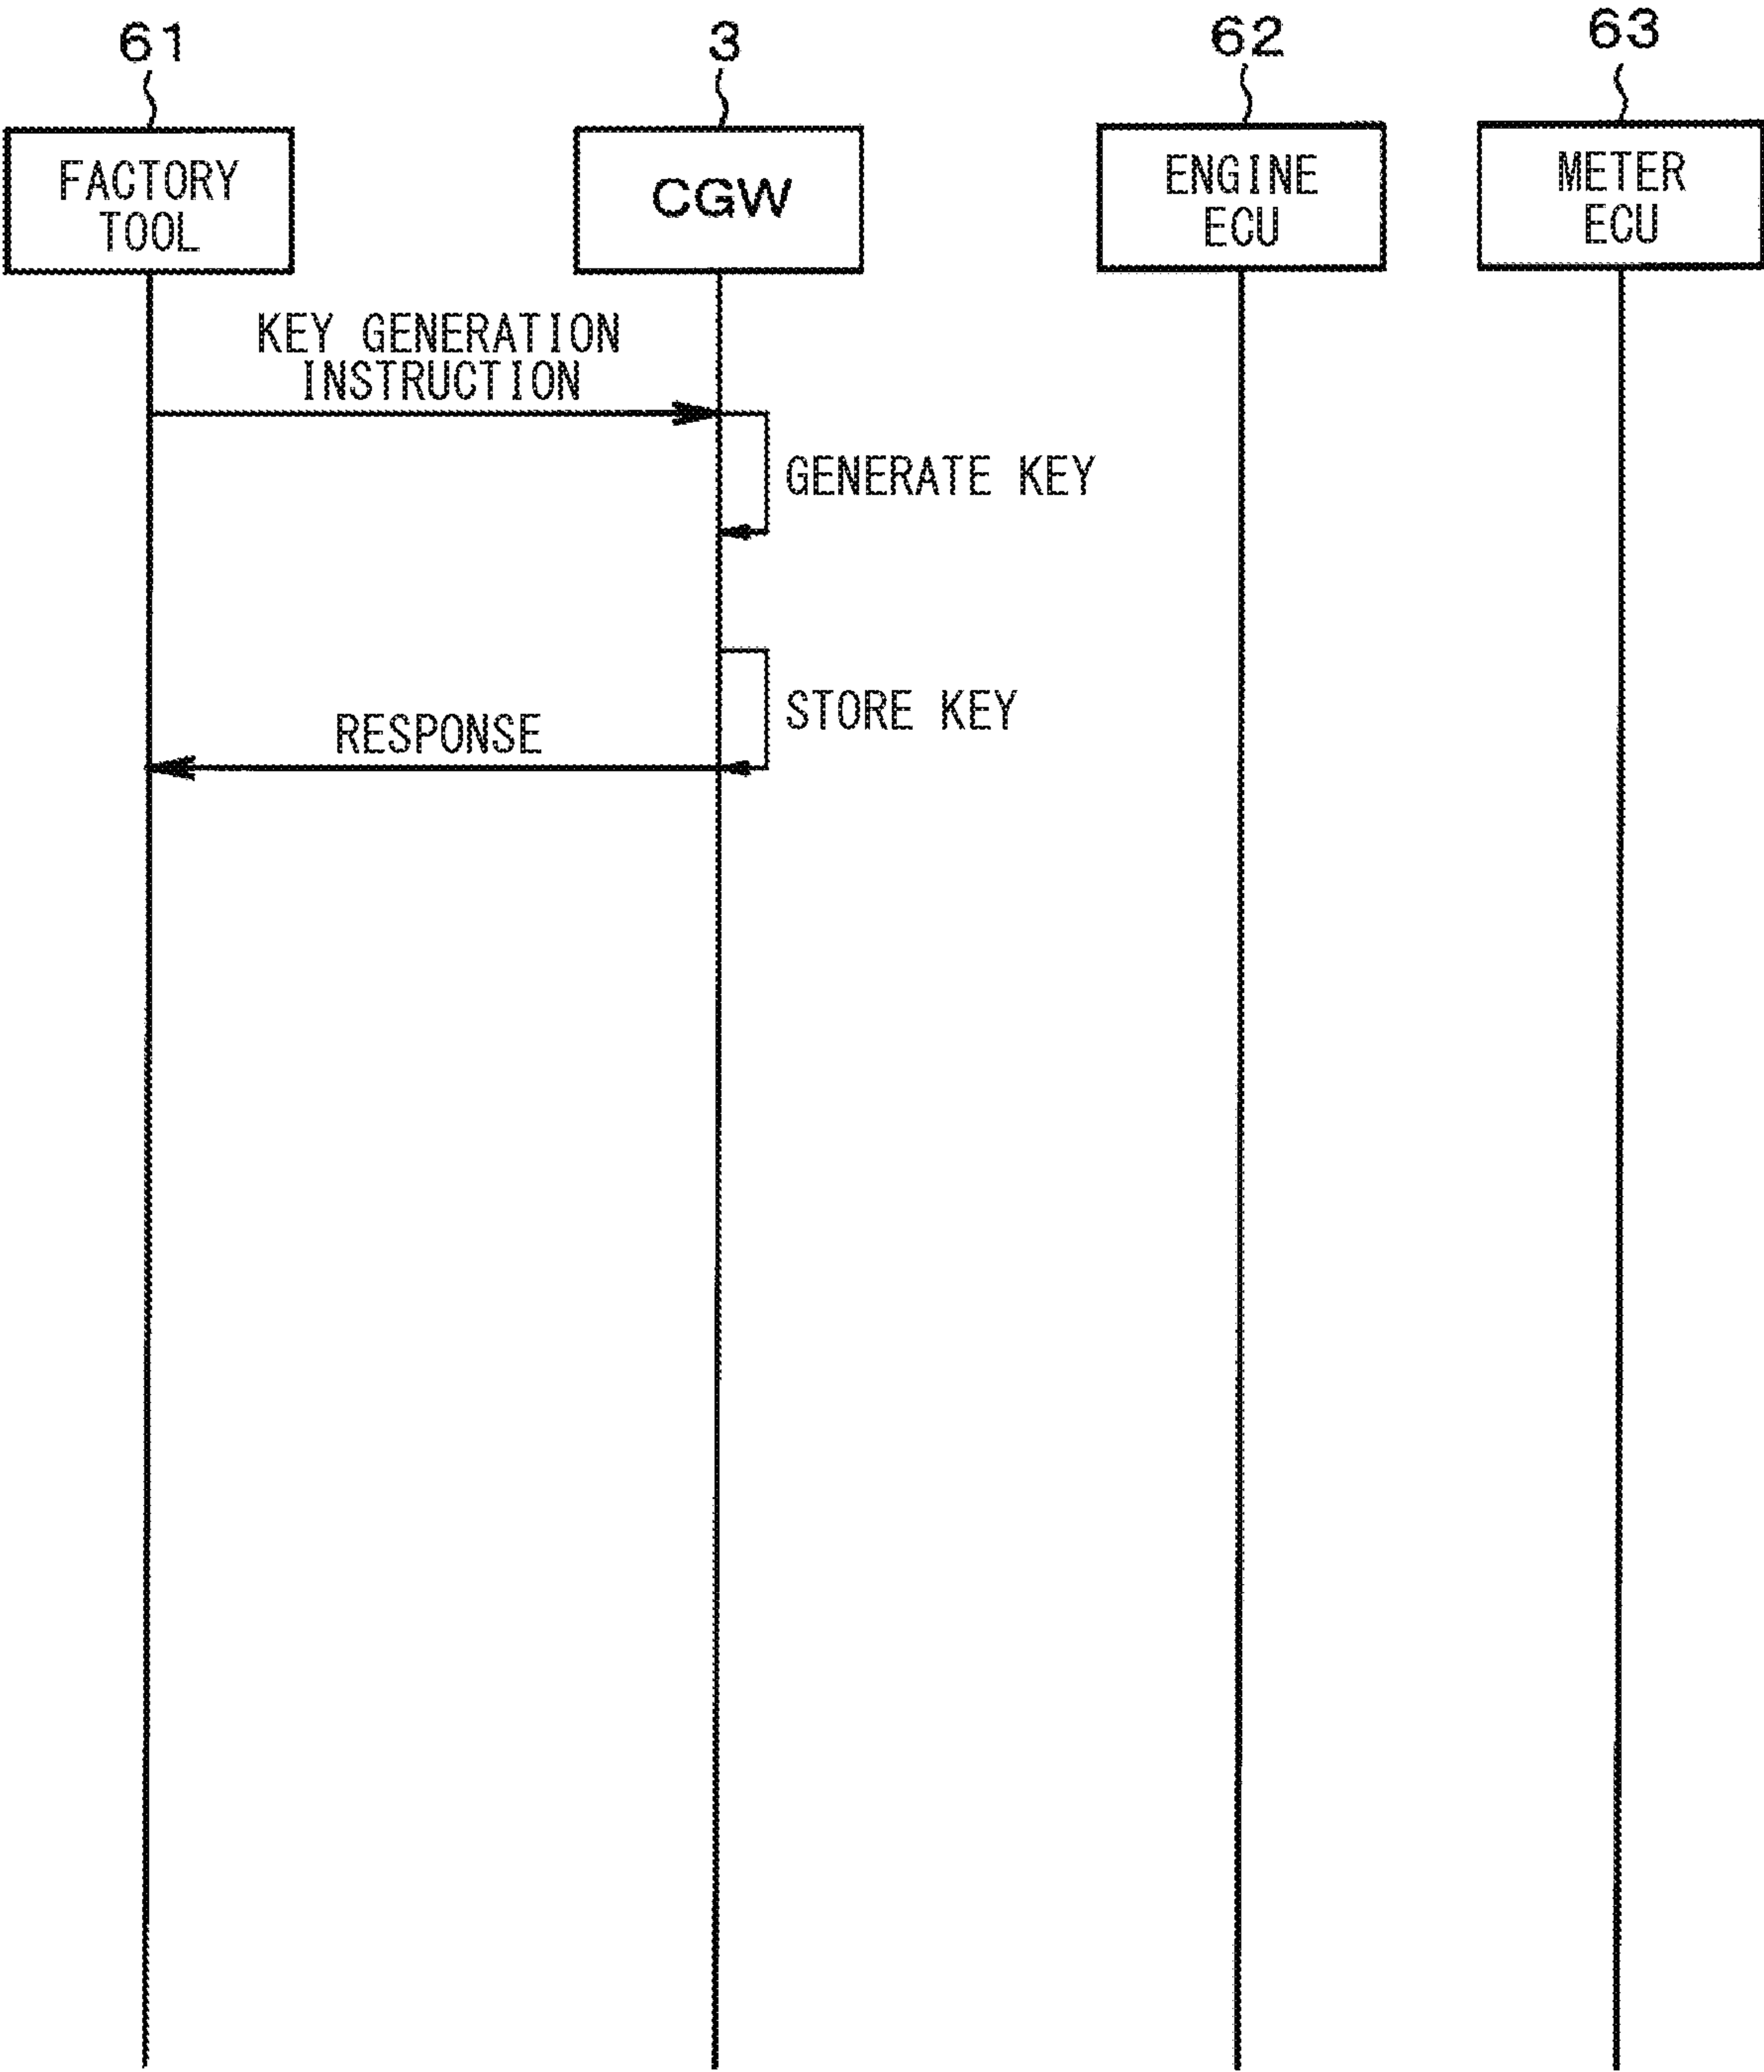 61
3
62
63
FACTORY
TOOL
CGW
ENGINE
ECU
METER
ECU
KEY GENERATION
INSTRUCTION
GENERATE KEY
STORE KEY
RESPONSE